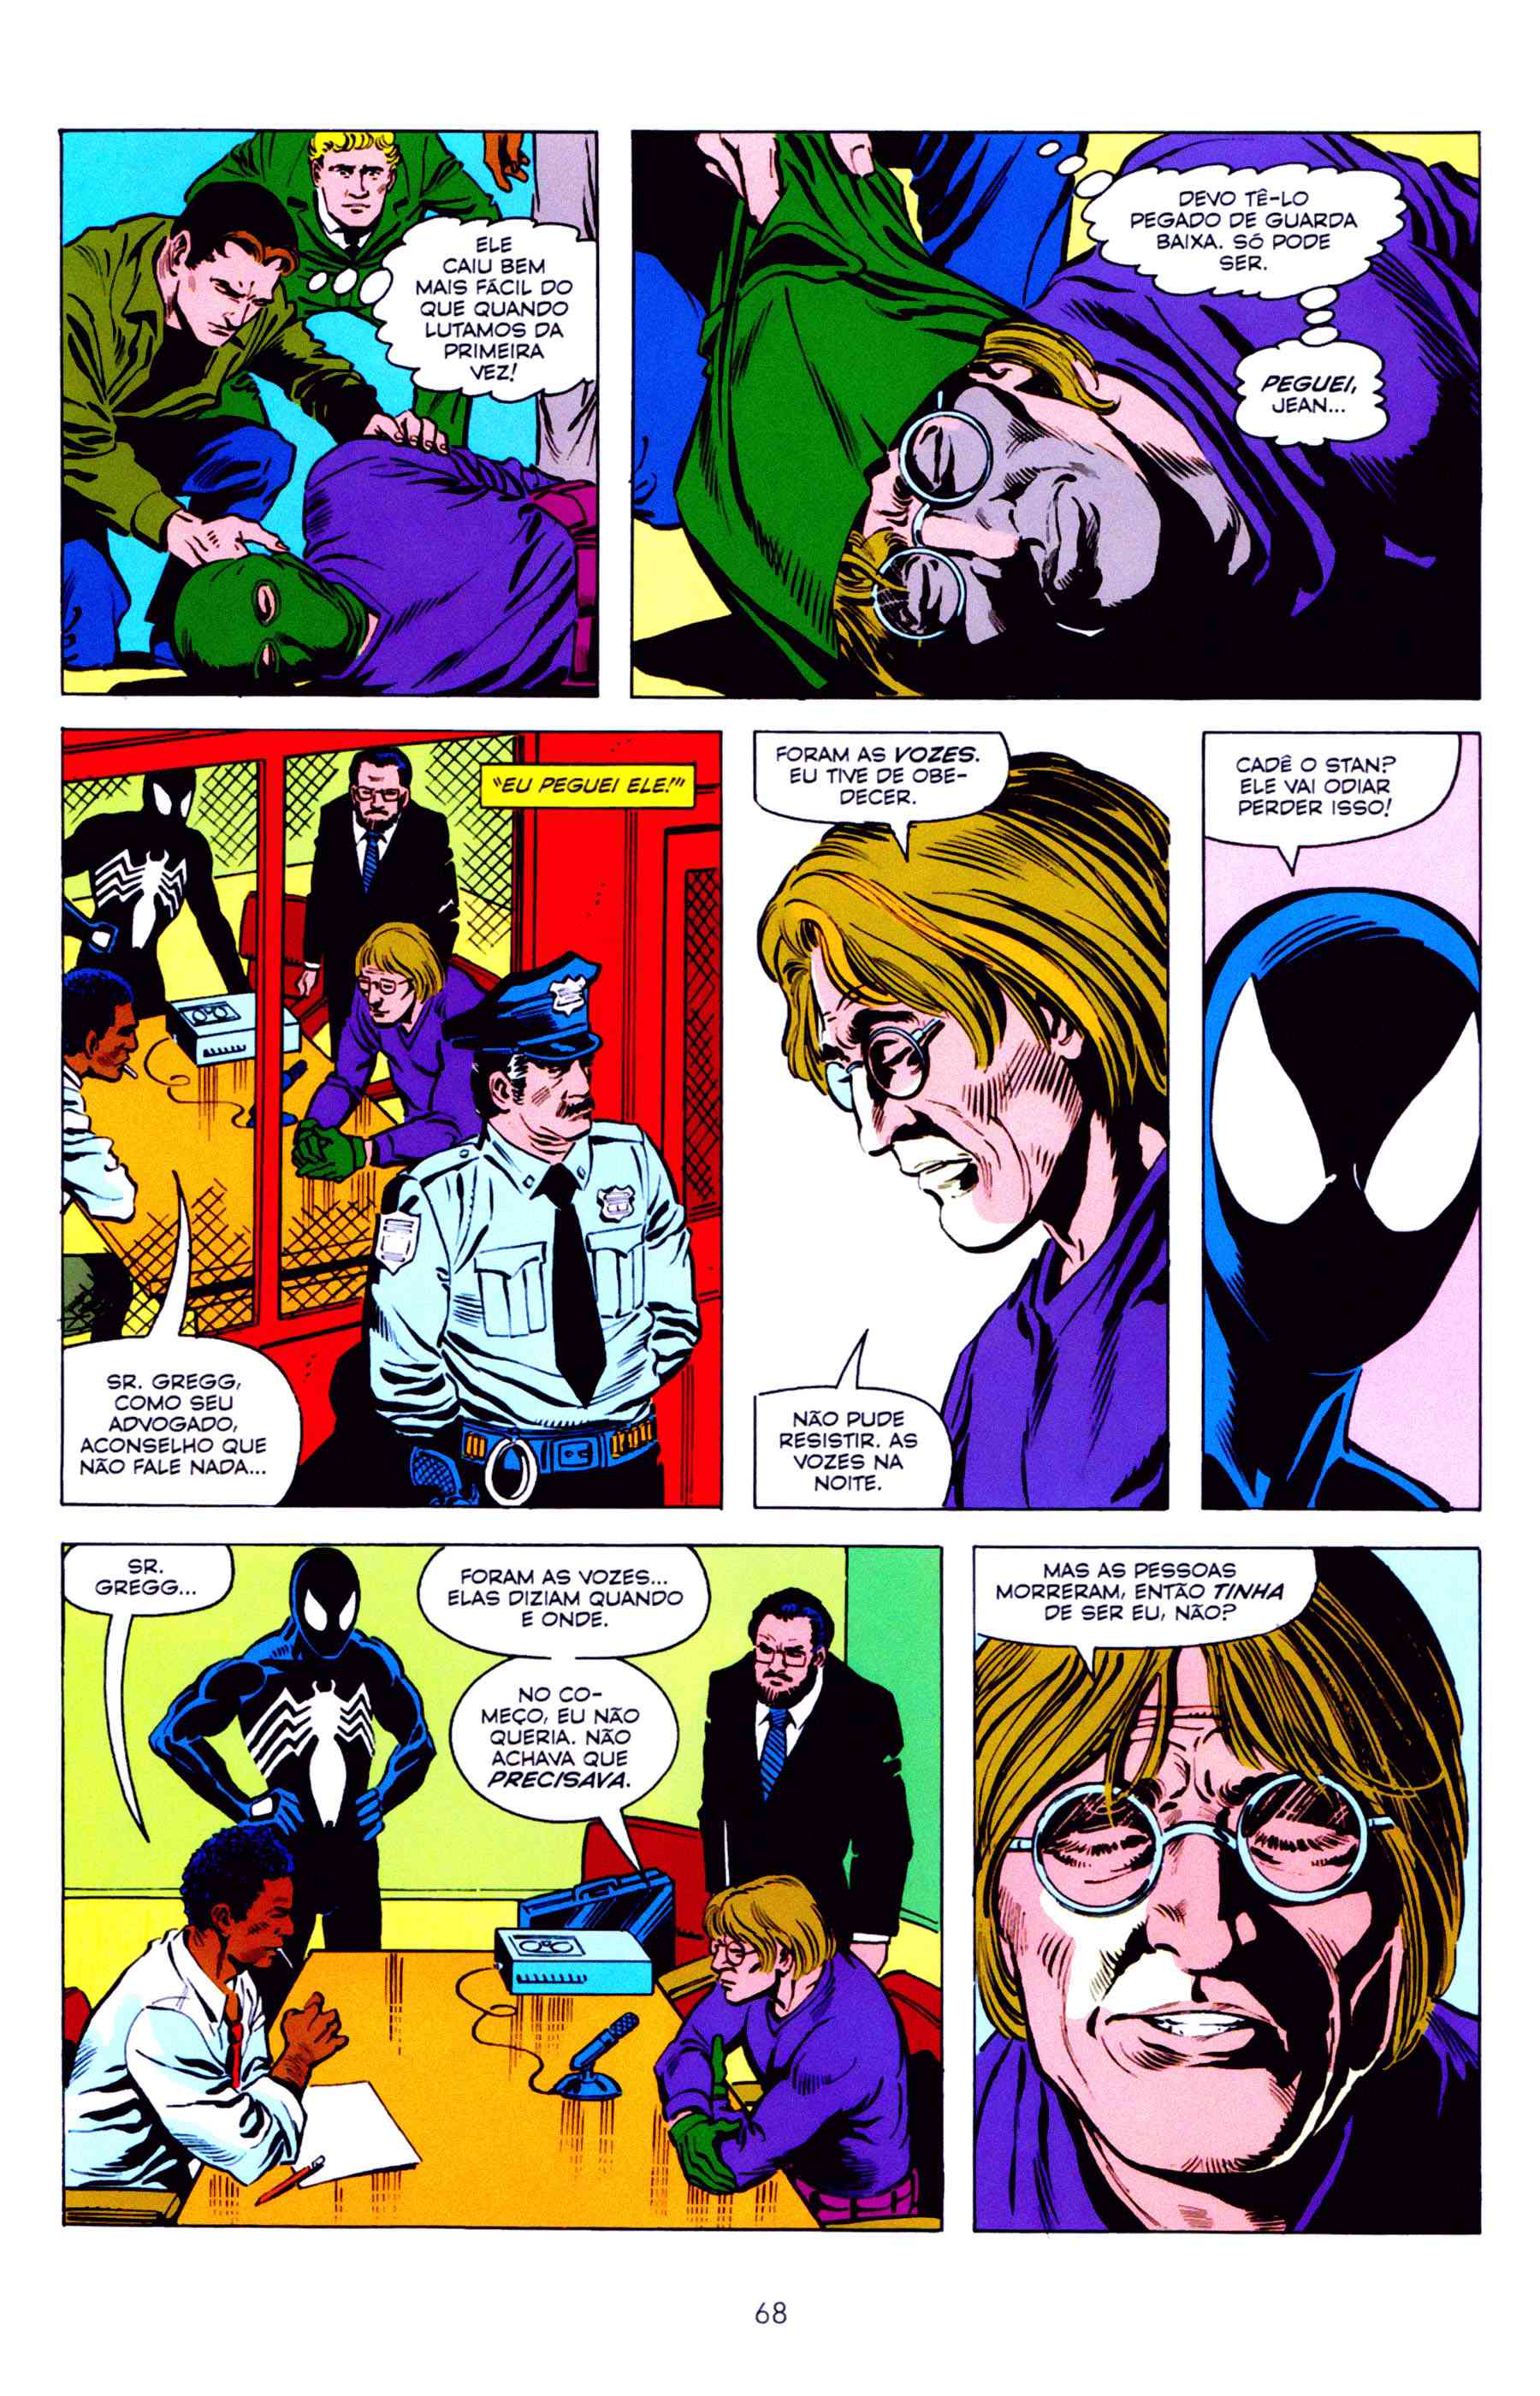 ELE
CAIU BEM
MAIS FÁCIL DO
QUE QUANDO
LUTAMOS DA
PRIMEIRA
VEZ!
DEVO TÊ-LO
PEGADO DE GUARDA
BAIXA. SÓ PODE
SER.
PEGUEI,
JEAN...
"EU PEGUEI ELE!"
SR. GREGG,
COMO SEU
ADVOGADO,
ACONSELHO QUE
NÃO FALE NADA...
FORAM AS VOZES.
EU TIVE DE OBE-
DECER.
NÃO PUDE
RESISTIR. AS
VOZES NA
NOITE.
CADÊ O STAN?
ELE VAI ODIAR
PERDER ISSO!
SR.
GREGG...
FORAM AS VOZES...
ELAS DIZIAM QUANDO
E ONDE.
NO CO-
MEÇO, EU NÃO
QUERIA. NÃO
ACHAVA QUE
PRECISAVA.
MAS AS PESSOAS
MORRERAM, ENTÃO TINHA
DE SER EU, NÃO?
68